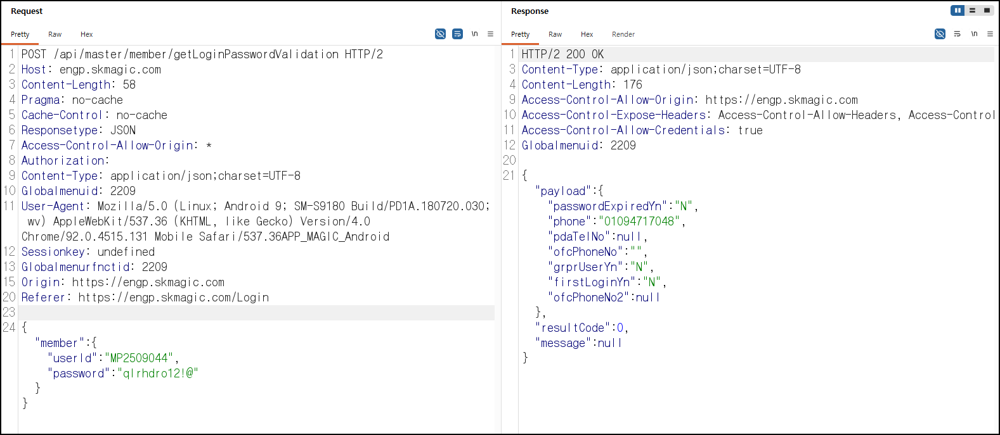 Request
Pretty Raw Hex \n
1 POST /api/master/member/getLoginPasswordValidation HTTP/2
2 Host: engp.skmagic.com
3 Content-Length: 58
4 Pragma: no-cache
5 Cache-Control: no-cache
6 Responsetype: JSON
7 Access-Control-Allow-Origin: *
8 Authorization:
9 Content-Type: application/json;charset=UTF-8
10 Globalmenuid: 2209
11 User-Agent: Mozilla/5.0 (Linux; Android 9; SM-S9180 Build/PD1A.180720.030;
wv) AppleWebKit/537.36 (KHTML, like Gecko) Version/4.0
Chrome/92.0.4515.131 Mobile Safari/537.36APP_MAGIC_Android
12 Sessionkey: undefined
13 Globalmenurfnctid: 2209
15 Origin: https://engp.skmagic.com
20 Referer: https://engp.skmagic.com/Login
23
24 {
"member":{
"userId":"MP2509044",
"password":"qlrhdro12!@"
}
}
Response
Pretty Raw Hex Render \n
1 HTTP/2 200 OK
3 Content-Type: application/json;charset=UTF-8
4 Content-Length: 176
9 Access-Control-Allow-Origin: https://engp.skmagic.com
10 Access-Control-Expose-Headers: Access-Control-Allow-Headers, Access-Control
11 Access-Control-Allow-Credentials: true
12 Globalmenuid: 2209
20
21 {
"payload":{
"passwordExpiredYn":"N",
"phone":"01094717048",
"pdaTelNo":null,
"ofcPhoneNo":"",
"grprUserYn":"N",
"firstLoginYn":"N",
"ofcPhoneNo2":null
},
"resultCode":0,
"message":null
}